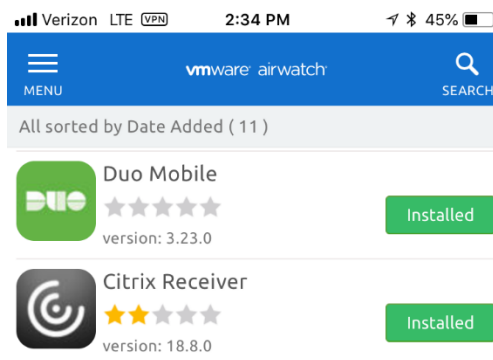 Verizon LTE VPN 2:34 PM 45%
MENU vmware airwatch SEARCH
All sorted by Date Added ( 11 )
Duo Mobile
DUO
Installed
version: 3.23.0
Citrix Receiver
Installed
version: 18.8.0